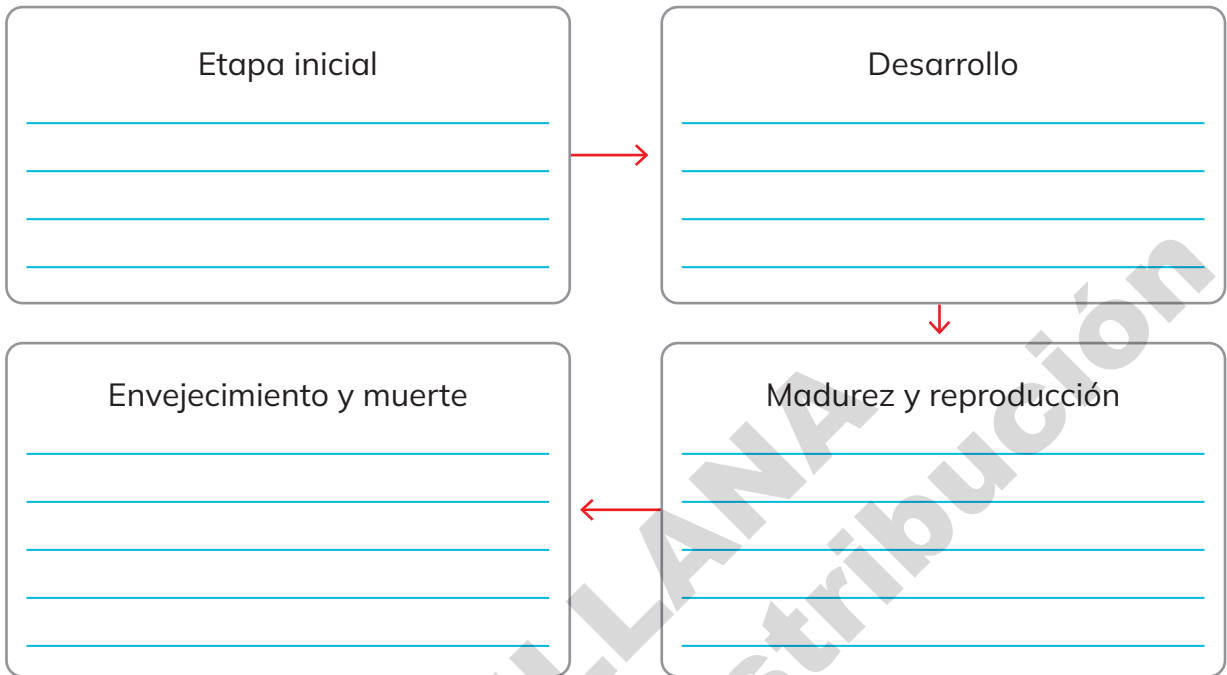 Etapa inicial
Desarrollo
Envejecimiento y muerte
Madurez y reproducción